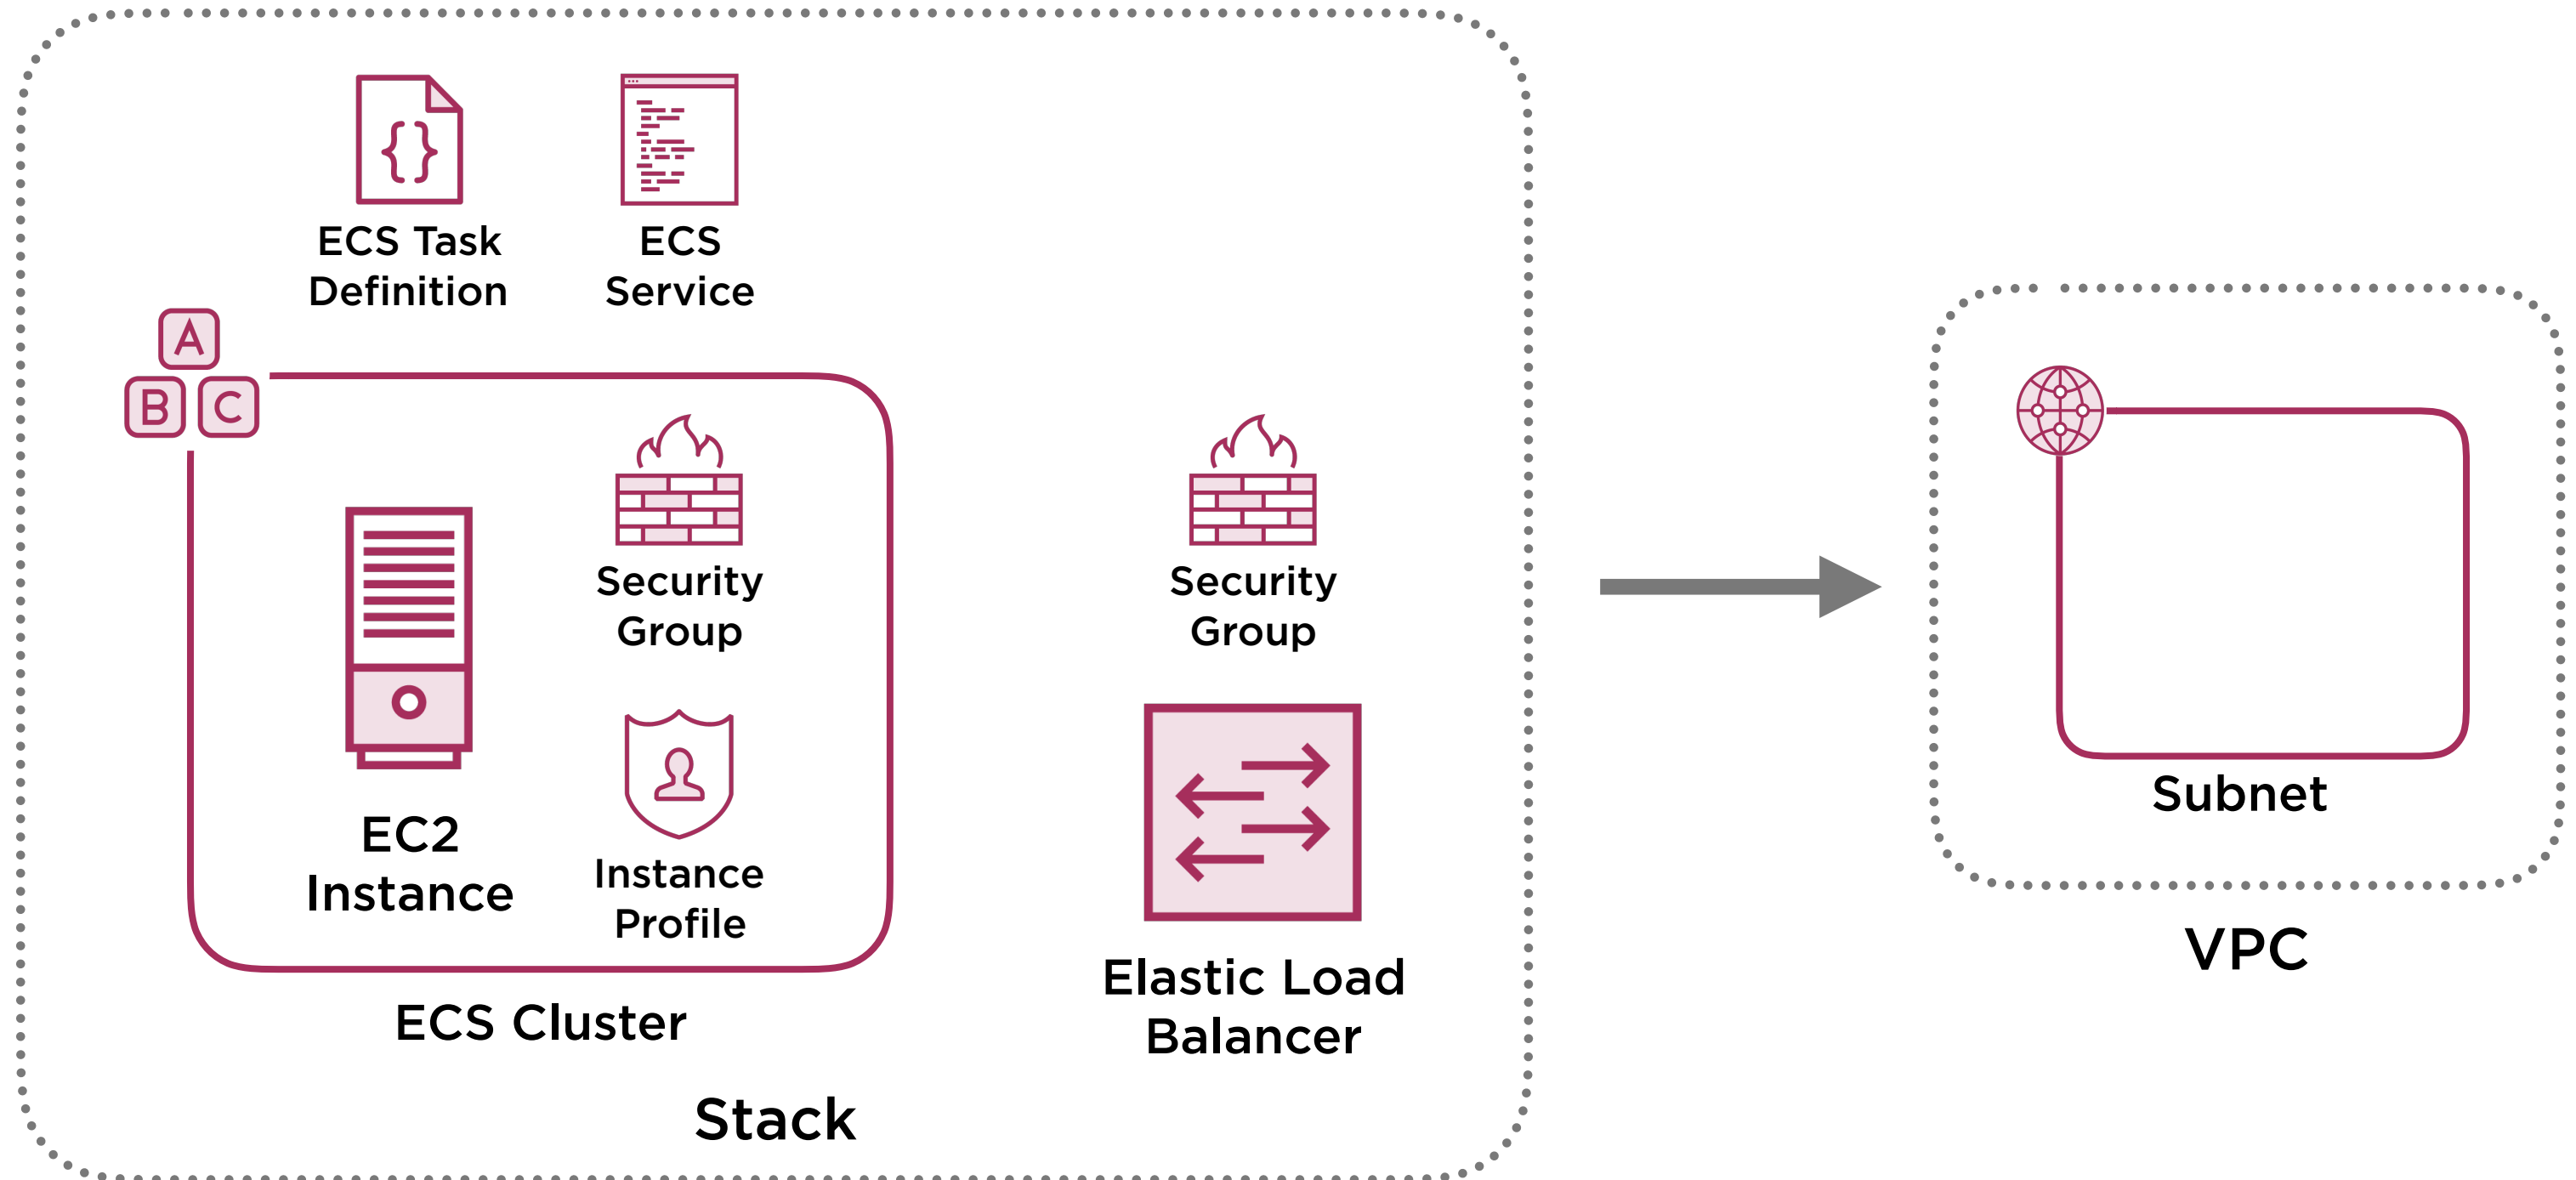 ECS Task
Definition
ECS
Service
A
B C
Security
Group
EC2
Instance
Instance
Profile
ECS Cluster
Security
Group
Elastic Load
Balancer
Stack
Subnet
VPC